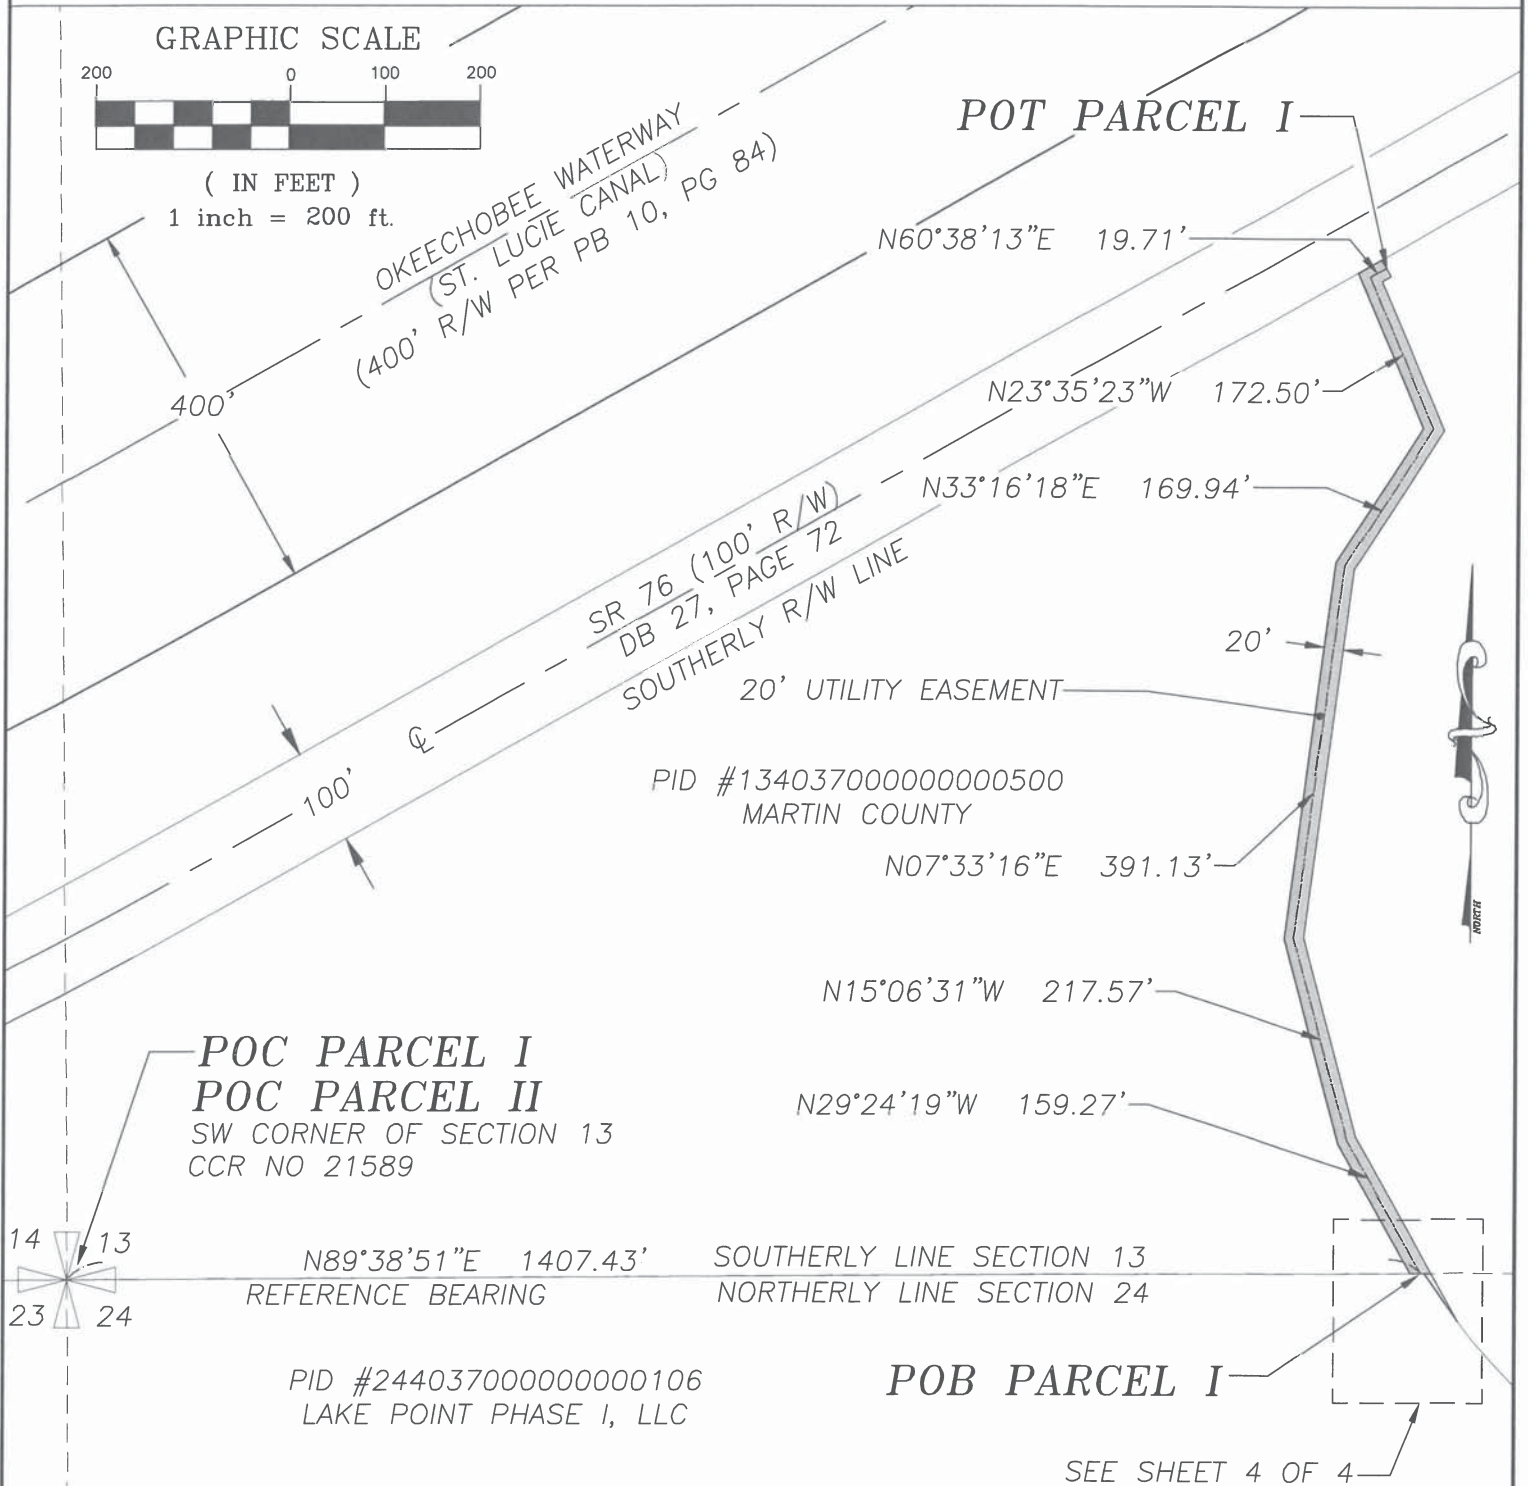 GRAPHIC SCALE
200 0 100 200
( IN FEET )
1 inch = 200 ft.
OKEECHOBEE WATERWAY
(ST. LUCIE CANAL)
(400' R/W PER PB 10, PG 84)
400'
POT PARCEL I
N60°38'13"E 19.71'
N23°35'23"W 172.50'
N33°16'18"E 169.94'
SR 76 (100' R/W)
DB 27, PAGE 72
SOUTHERLY R/W LINE
℄
100'
20'
20' UTILITY EASEMENT
PID #134037000000000500
MARTIN COUNTY
N07°33'16"E 391.13'
NORTH
N15°06'31"W 217.57'
POC PARCEL I
POC PARCEL II
SW CORNER OF SECTION 13
CCR NO 21589
N29°24'19"W 159.27'
14 13
23 24
N89°38'51"E 1407.43'
REFERENCE BEARING
SOUTHERLY LINE SECTION 13
NORTHERLY LINE SECTION 24
PID #244037000000000106
LAKE POINT PHASE I, LLC
POB PARCEL I
SEE SHEET 4 OF 4